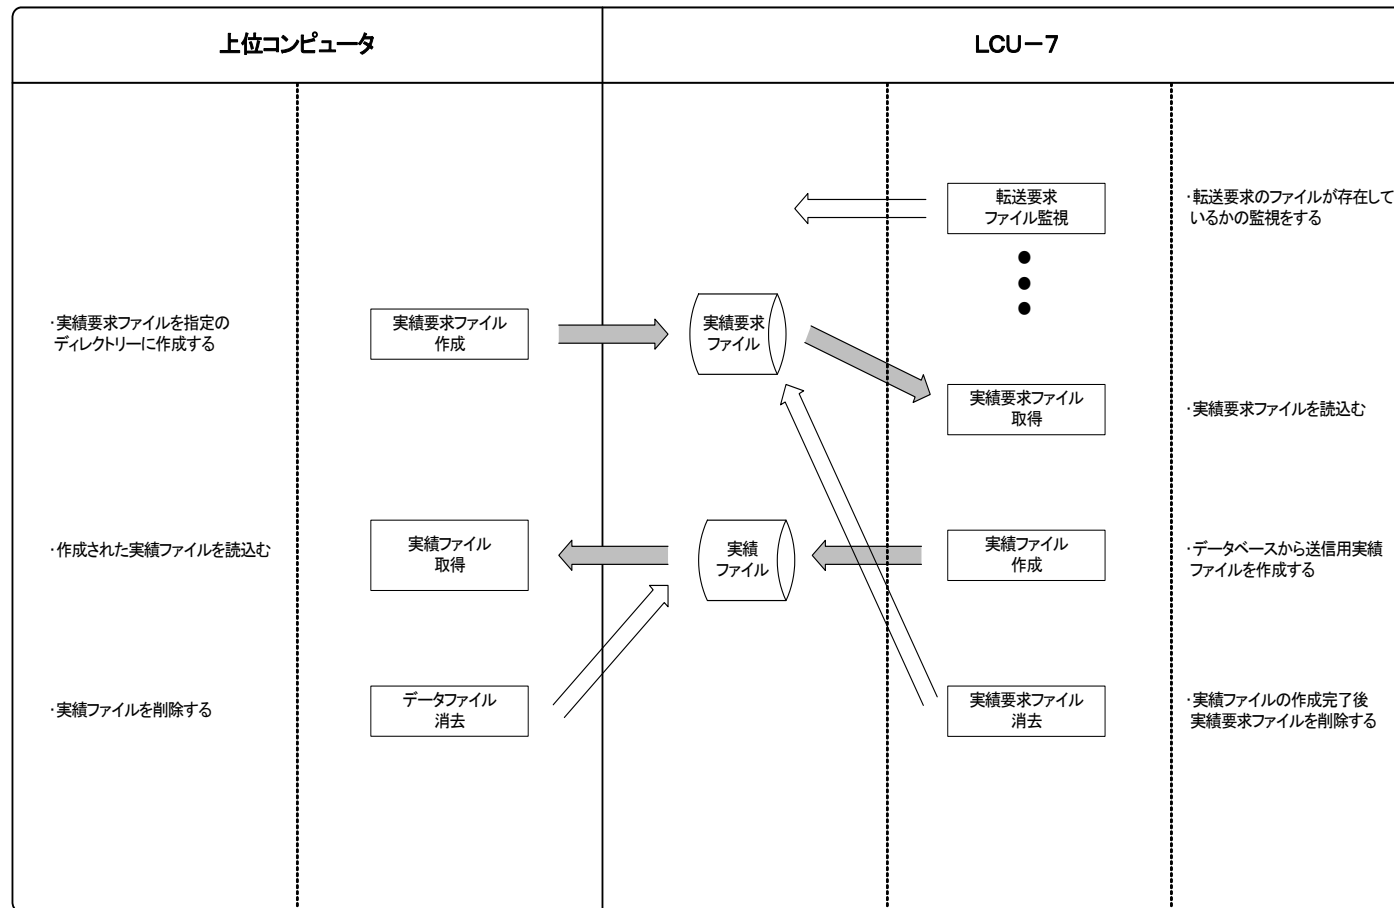 上位コンピュータ
LCU－7
転送要求
ファイル監視
・転送要求のファイルが存在して
いるかの監視をする
・実績要求ファイルを指定の
ディレクトリーに作成する
実績要求ファイル
作成
実績要求
ファイル
実績要求ファイル
取得
・実績要求ファイルを読込む
・作成された実績ファイルを読込む
実績ファイル
取得
実績
ファイル
実績ファイル
作成
・データベースから送信用実績
ファイルを作成する
・実績ファイルを削除する
データファイル
消去
実績要求ファイル
消去
・実績ファイルの作成完了後
実績要求ファイルを削除する